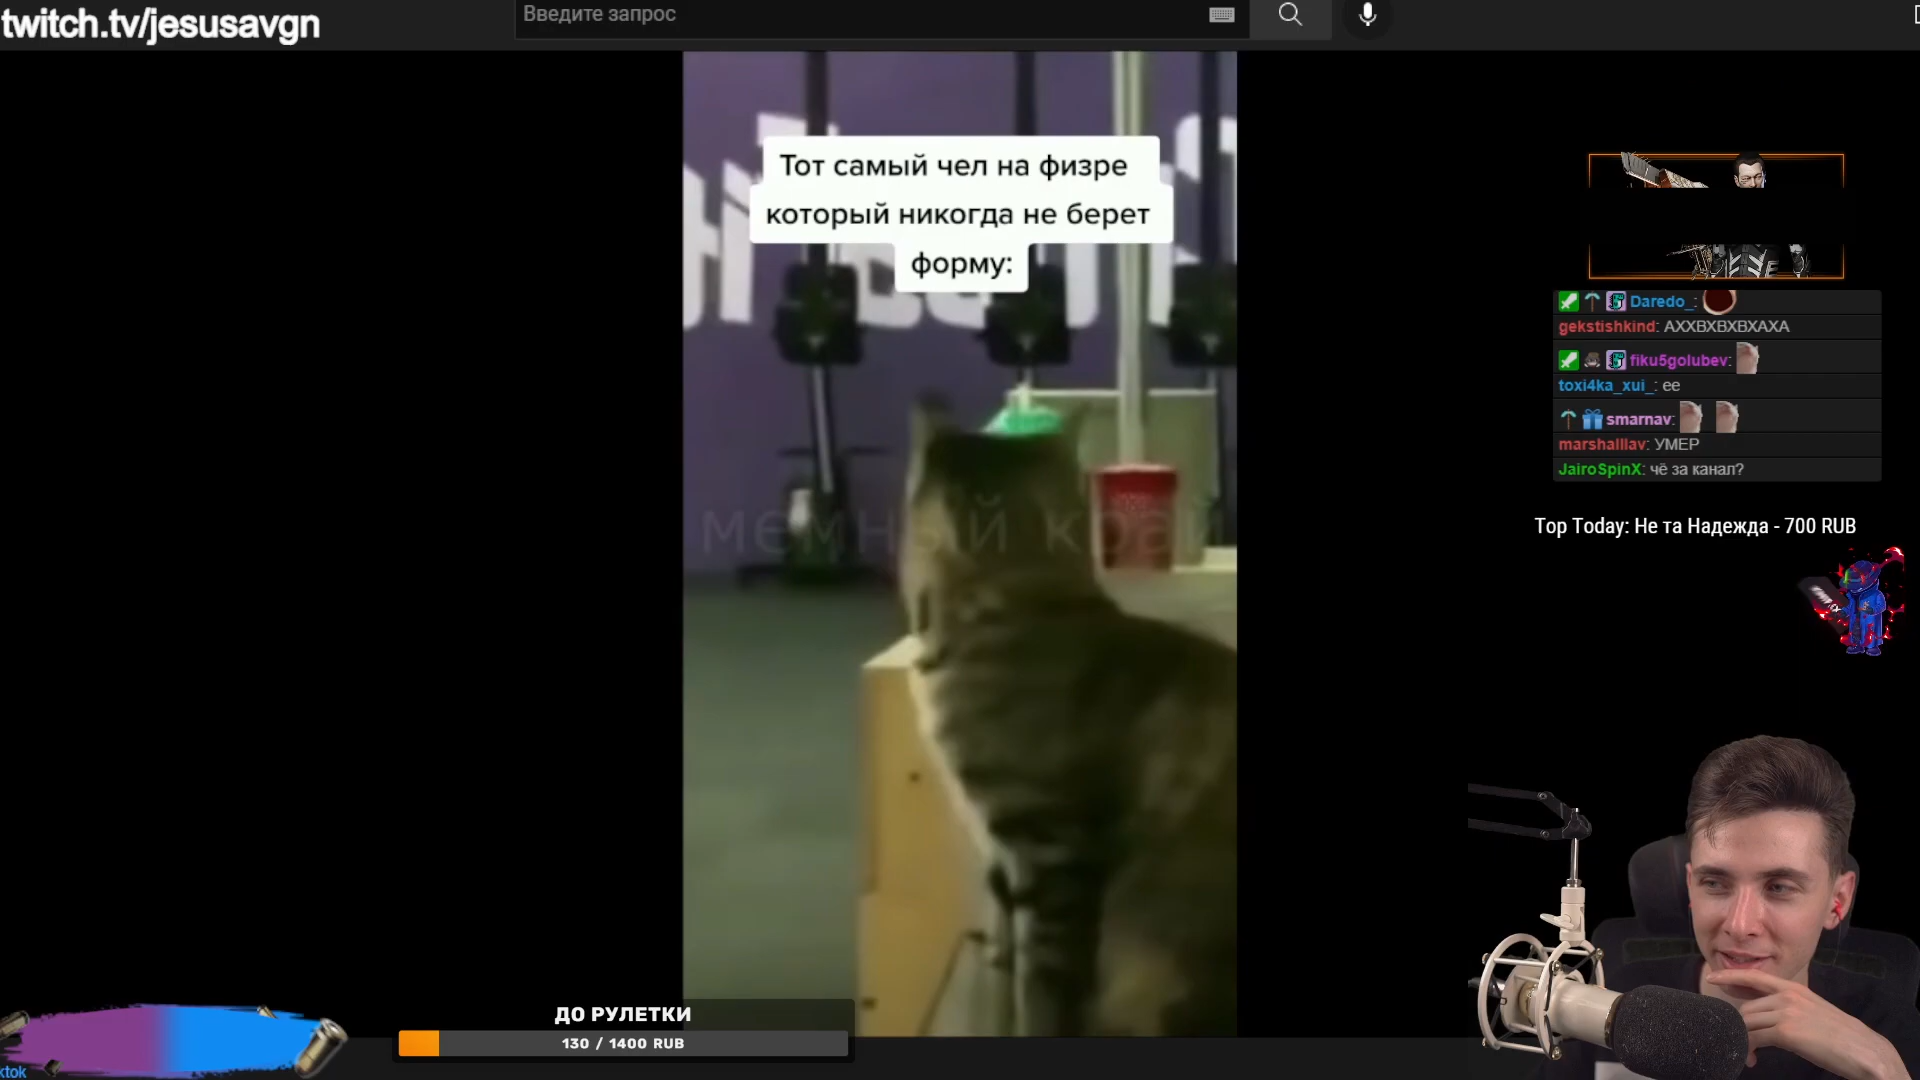 twitch.tv/jesusavgn
Введите запрос
Тот самый чел на физре
который никогда не берет
форму:
мемный край
Daredo_:
gekstishkind: АХХВХВХВХАХА
fiku5golubev:
toxi4ka_xui_: ее
smarnav:
marshalllav: УМЕР
JairoSpinX: чё за канал?
Top Today: Не та Надежда - 700 RUB
ДО РУЛЕТКИ
130 / 1400 RUB